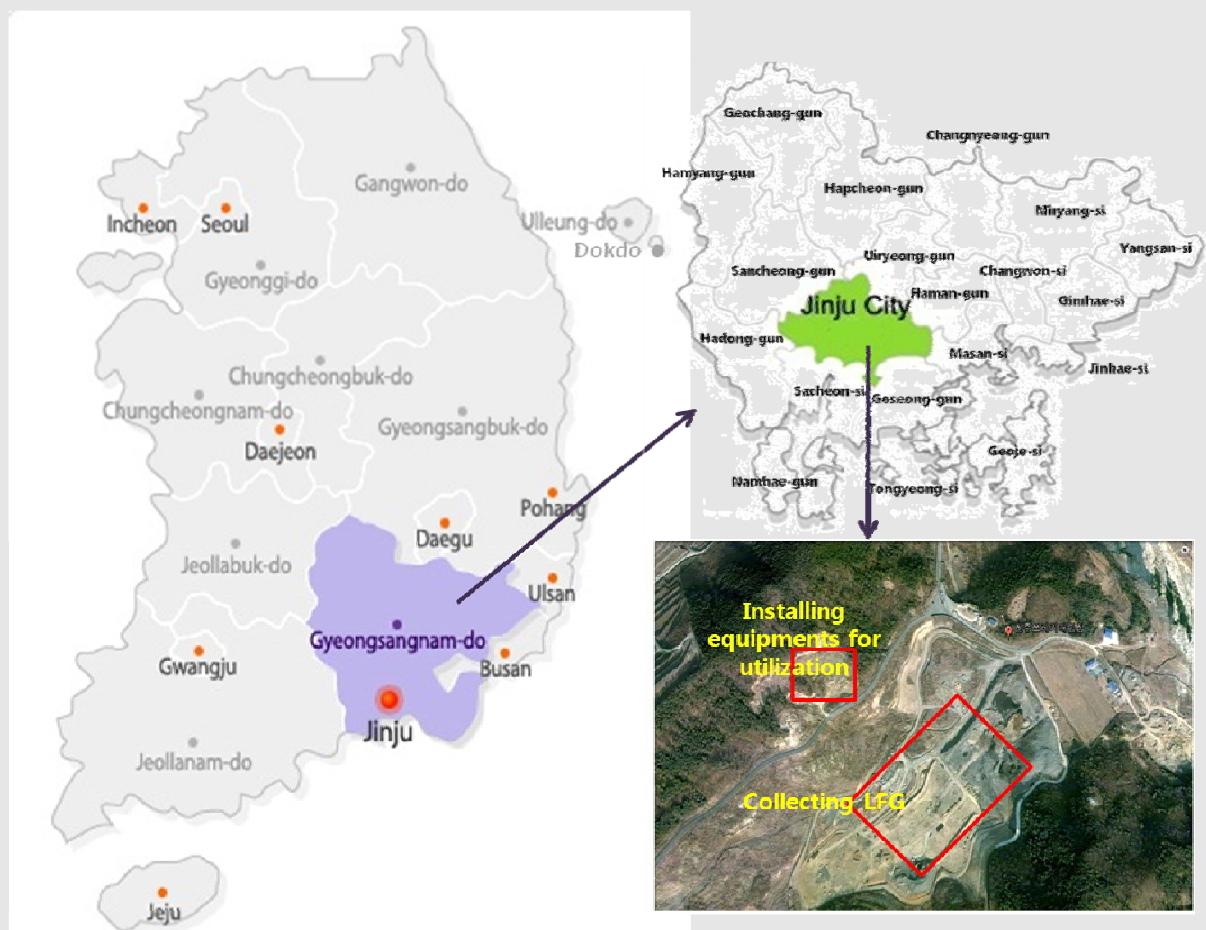 Gangwon-do
Incheon
Seoul
Ulleung-do
Dokdo
Gyeonggi-do
Chungcheongbuk-do
Chungcheongnam-do
Gyeongsangbuk-do
Daejeon
Pohang
Daegu
Jeollabuk-do
Ulsan
Gyeongsangnam-do
Gwangju
Busan
Jinju
Jeollanam-do
Jeju
Geochang-gun
Changnyeong-gun
Hamyang-gun
Hapcheon-gun
Miryang-si
Yangsan-si
Uiryeong-gun
Sancheong-gun
Changwon-si
Haman-gun
Gimhae-si
Jinju City
Hadong-gun
Masan-si
Jinhae-si
Sacheon-si
Goseong-gun
Geoje-si
Namhae-gun
Tongyeong-si
Installing
equipments for
utilization
Collecting LFG